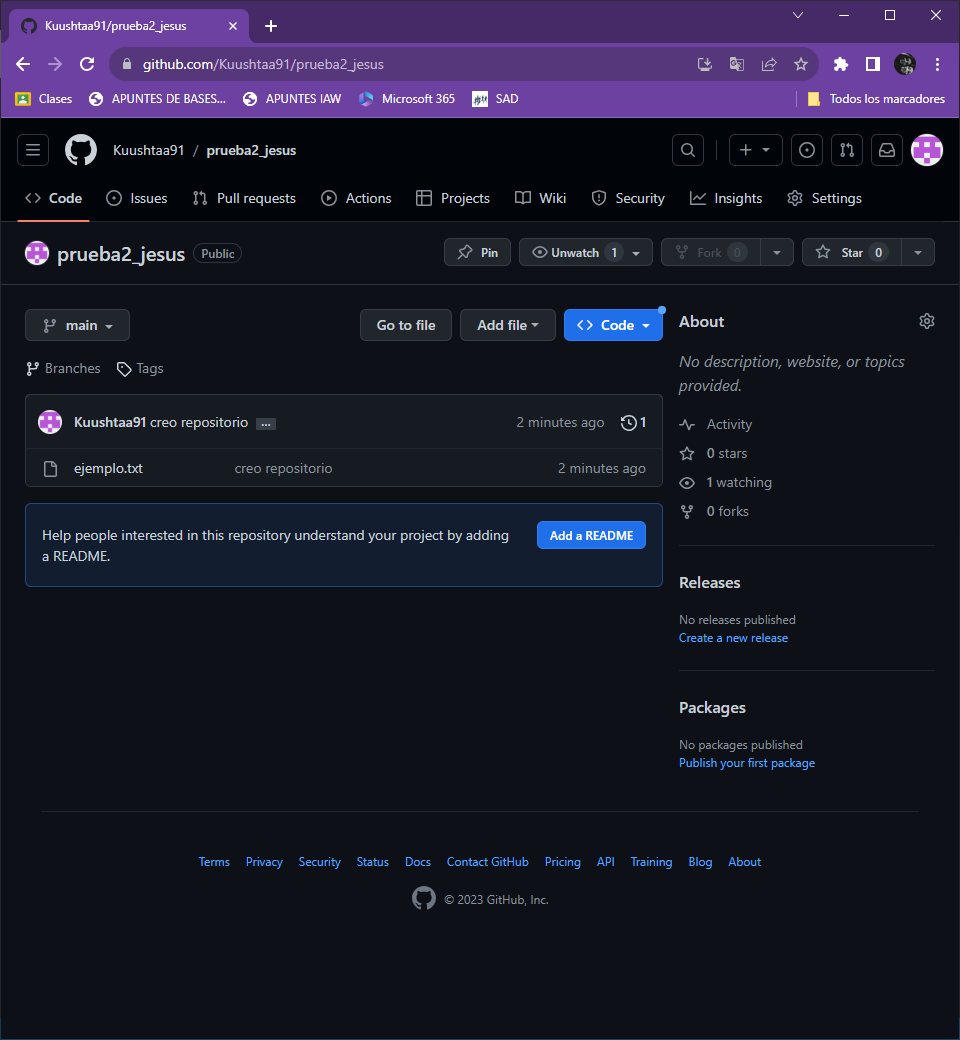 Kuushtaa91/prueba2_jesus
github.com/Kuushtaa91/prueba2_jesus
Clases APUNTES DE BASES... APUNTES IAW Microsoft 365 SAD Todos los marcadores
Kuushtaa91 / prueba2_jesus
Code Issues Pull requests Actions Projects Wiki Security Insights Settings
prueba2_jesus Public Pin Unwatch 1 Fork 0 Star 0
main Go to file Add file Code
Branches Tags
Kuushtaa91 creo repositorio ... 2 minutes ago 1
ejemplo.txt creo repositorio 2 minutes ago
Help people interested in this repository understand your project by adding
a README.
Add a README
About
No description, website, or topics
provided.
Activity
0 stars
1 watching
0 forks
Releases
No releases published
Create a new release
Packages
No packages published
Publish your first package
Terms Privacy Security Status Docs Contact GitHub Pricing API Training Blog About
© 2023 GitHub, Inc.